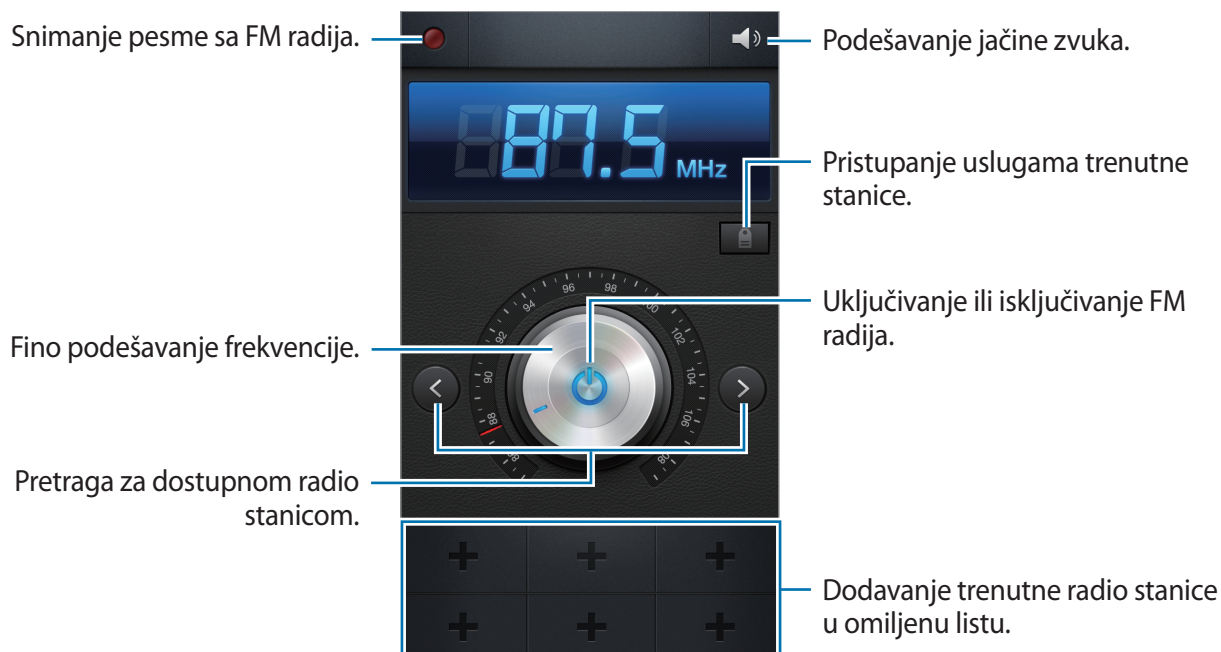 Snimanje pesme sa FM radija.
Podešavanje jačine zvuka.
87.5 MHz
Pristupanje uslugama trenutne
stanice.
Uključivanje ili isključivanje FM
radija.
Fino podešavanje frekvencije.
88
90
92
94
96
98
100
102
104
106
Pretraga za dostupnom radio
stanicom.
Dodavanje trenutne radio stanice
u omiljenu listu.